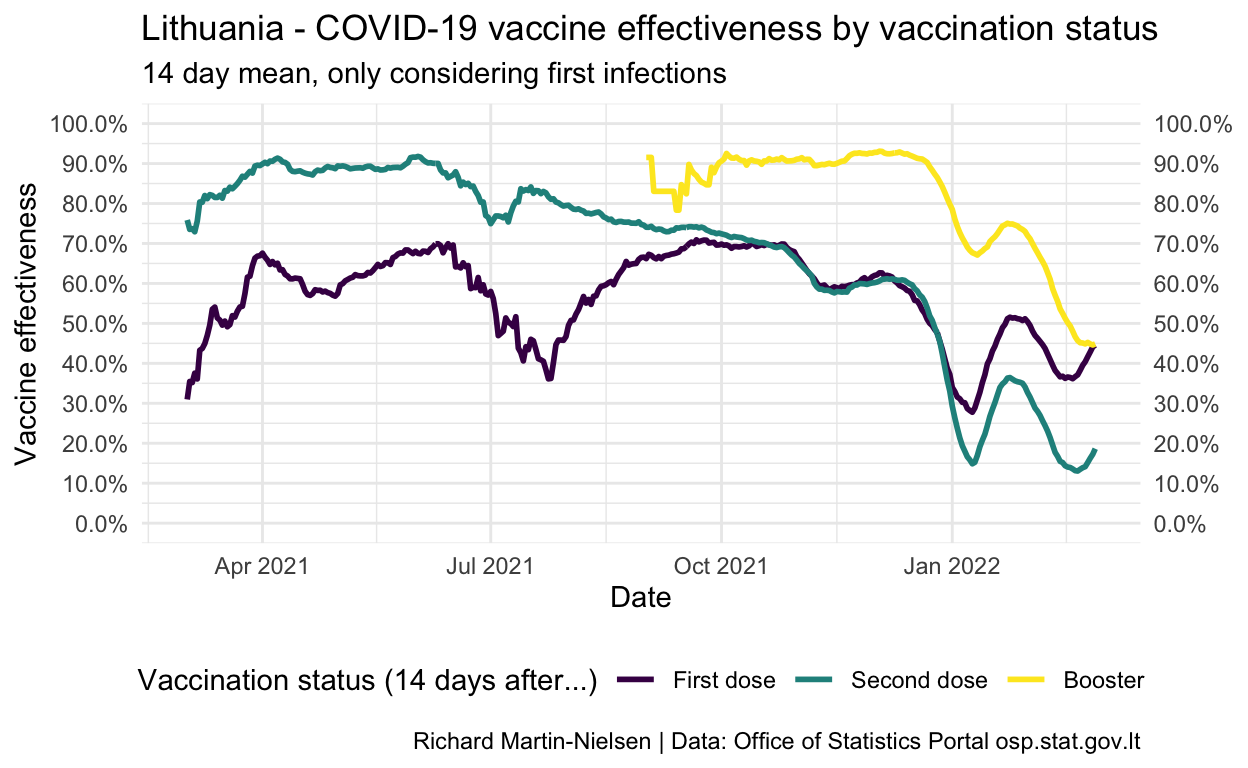 Lithuania - COVID-19 vaccine effectiveness by vaccination status
14 day mean, only considering first infections
100.0% 100.0%
90.0% 90.0%
80.0% 80.0%
70.0% 70.0%
60.0% 60.0%
50.0% 50.0%
40.0% 40.0%
30.0% 30.0%
20.0% 20.0%
10.0% 10.0%
0.0% 0.0%
Vaccine effectiveness
Apr 2021 Jul 2021 Oct 2021 Jan 2022
Date
Vaccination status (14 days after...) First dose Second dose Booster
Richard Martin-Nielsen | Data: Office of Statistics Portal osp.stat.gov.lt